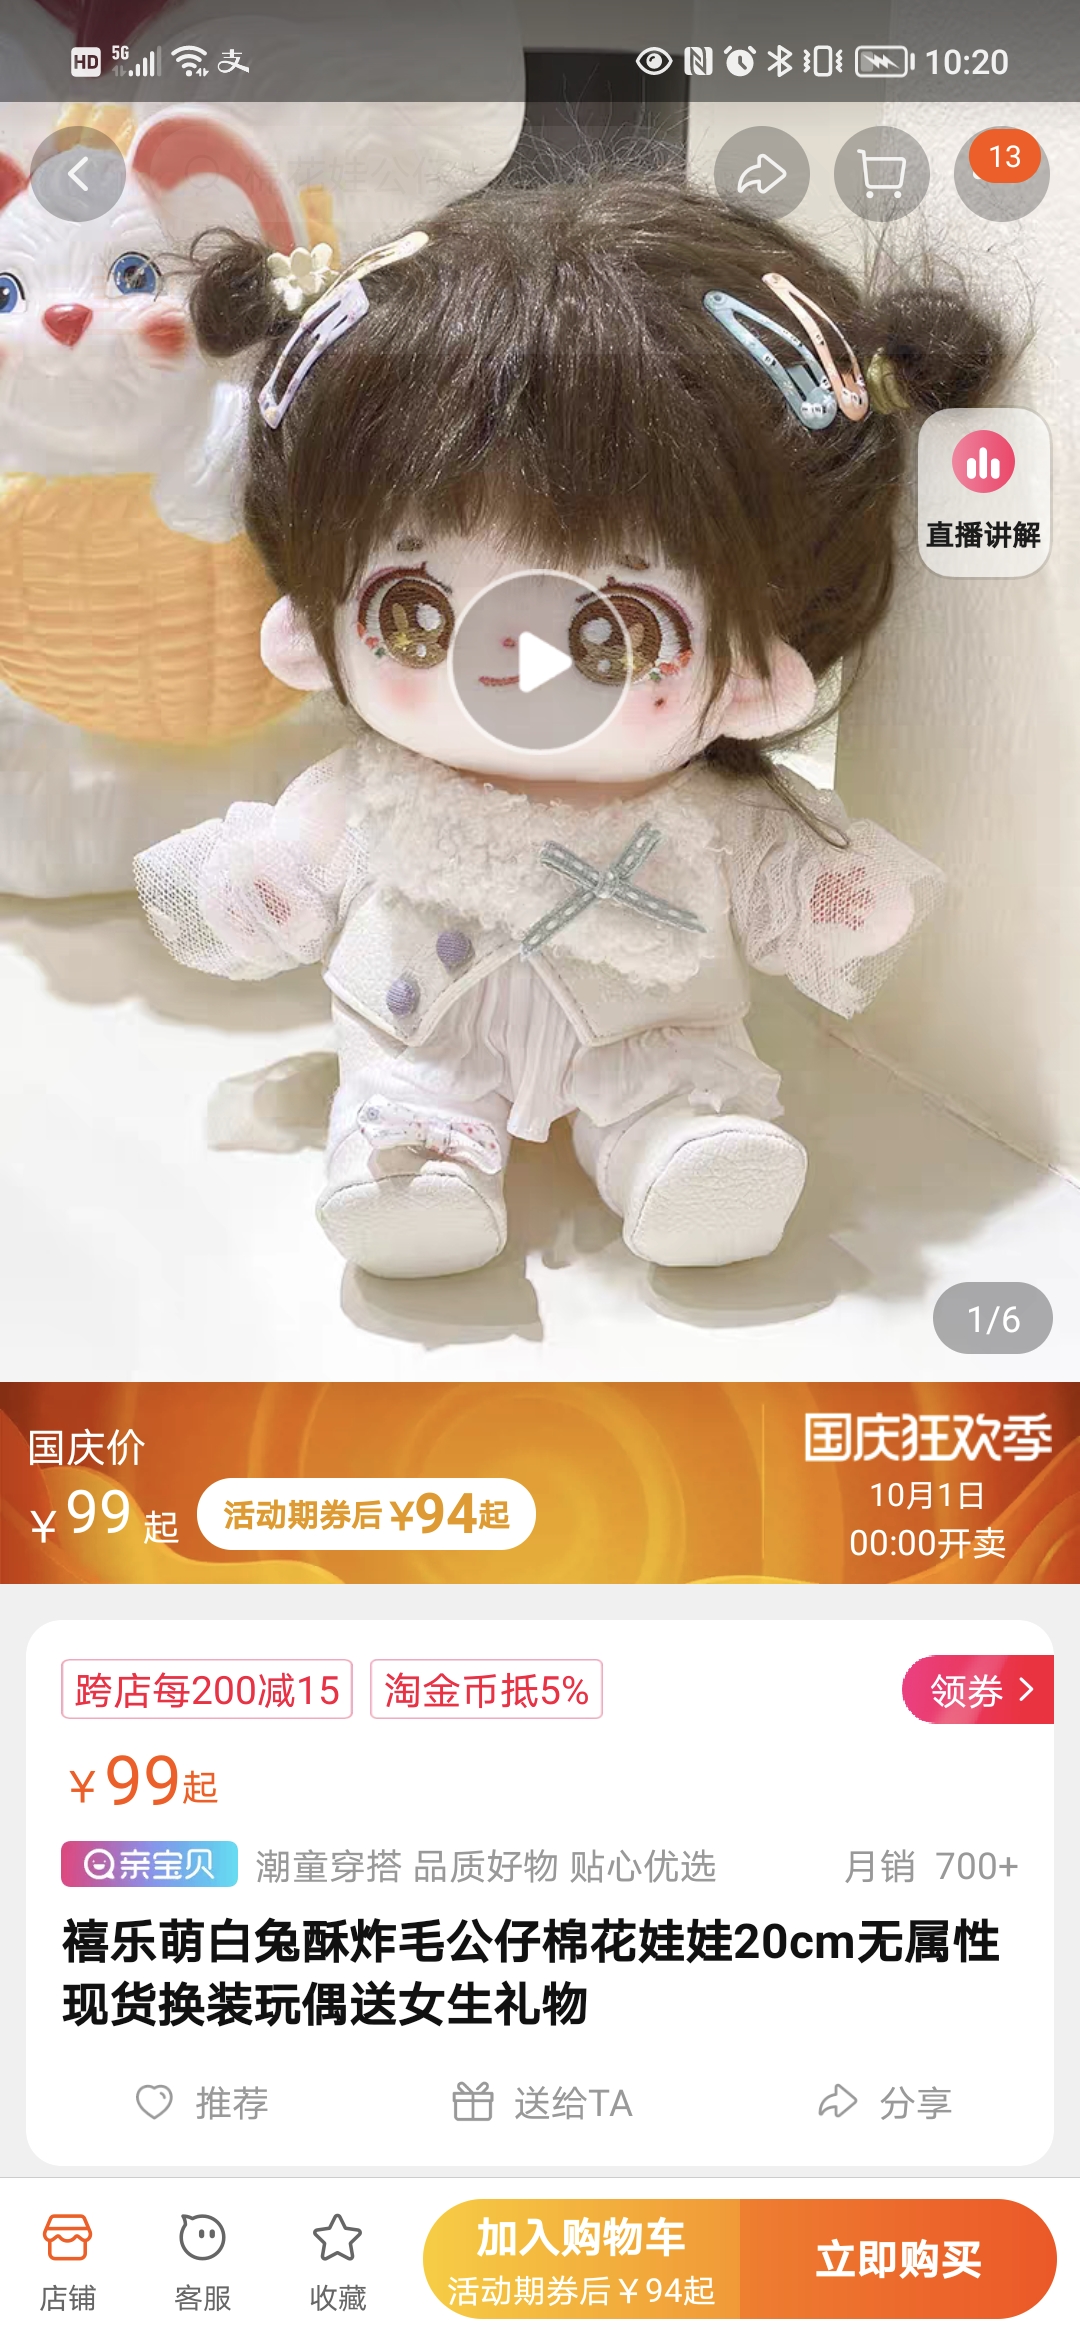 HD 5G 支 10:20
13
直播讲解
1/6
国庆价
国庆狂欢季
¥99起
活动期券后¥94起
10月1日
00:00开卖
跨店每200减15
淘金币抵5%
领券
¥99起
亲宝贝
潮童穿搭 品质好物 贴心优选
月销 700+
禧乐萌白兔酥炸毛公仔棉花娃娃20cm无属性
现货换装玩偶送女生礼物
推荐
送给TA
分享
店铺
客服
收藏
加入购物车
活动期券后¥94起
立即购买